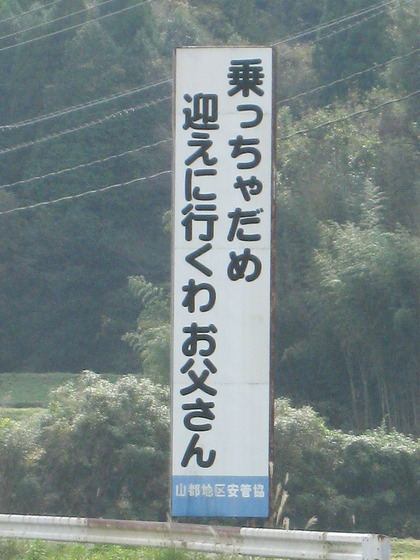 乗っちゃだめ
迎えに行くわお父さん
山都地区安管協